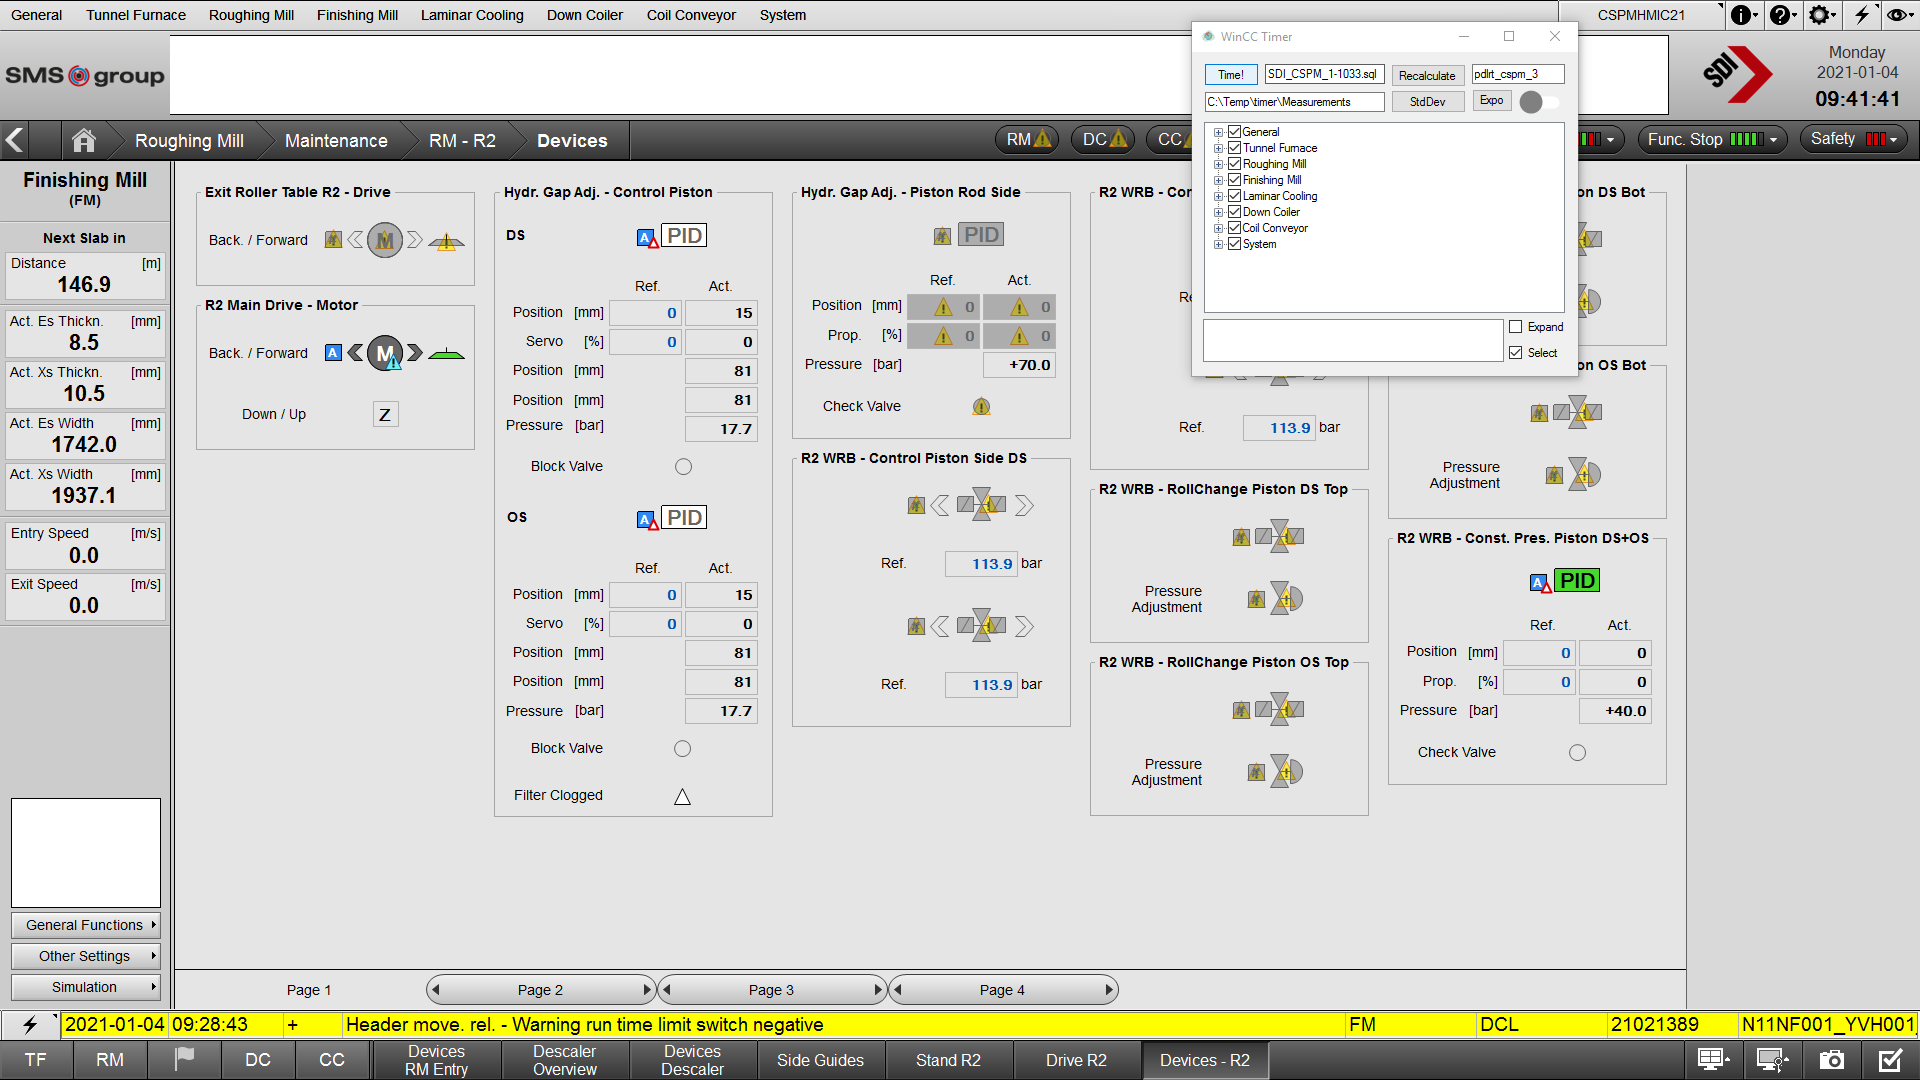 General Tunnel Furnace Roughing Mill Finishing Mill Laminar Cooling Down Coiler Coil Conveyor System CSPMHMIC21
SMS group
SDI
Monday
2021-01-04
09:41:41
WinCC Timer
Time! SDI_CSPM_1-1033.sql Recalculate pdlrt_cspm_3
C:\Temp\timer\Measurements StdDev Expo
General
Tunnel Furnace
Roughing Mill
Finishing Mill
Laminar Cooling
Down Coiler
Coil Conveyor
System
Expand
Select
Roughing Mill Maintenance RM - R2 Devices RM DC CC Func. Stop Safety
Finishing Mill
(FM)
Next Slab in
Distance [m]
146.9
Act. Es Thickn. [mm]
8.5
Act. Xs Thickn. [mm]
10.5
Act. Es Width [mm]
1742.0
Act. Xs Width [mm]
1937.1
Entry Speed [m/s]
0.0
Exit Speed [m/s]
0.0
General Functions
Other Settings
Simulation
Exit Roller Table R2 - Drive
Back. / Forward M
R2 Main Drive - Motor
Back. / Forward A M
Down / Up Z
Hydr. Gap Adj. - Control Piston
DS A PID
Ref. Act.
Position [mm] 0 15
Servo [%] 0 0
Position [mm] 81
Position [mm] 81
Pressure [bar] 17.7
Block Valve
OS A PID
Ref. Act.
Position [mm] 0 15
Servo [%] 0 0
Position [mm] 81
Position [mm] 81
Pressure [bar] 17.7
Block Valve
Filter Clogged
Hydr. Gap Adj. - Piston Rod Side
PID
Ref. Act.
Position [mm] 0 0
Prop. [%] 0 0
Pressure [bar] +70.0
Check Valve
R2 WRB - Control Piston Side DS
Ref. 113.9 bar
Ref. 113.9 bar
R2 WRB - Cor
Re
Ref. 113.9 bar
R2 WRB - RollChange Piston DS Top
Pressure
Adjustment
R2 WRB - RollChange Piston OS Top
Pressure
Adjustment
on DS Bot
on OS Bot
Pressure
Adjustment
R2 WRB - Const. Pres. Piston DS+OS
A PID
Ref. Act.
Position [mm] 0 0
Prop. [%] 0 0
Pressure [bar] +40.0
Check Valve
Page 1 Page 2 Page 3 Page 4
2021-01-04 09:28:43 + Header move. rel. - Warning run time limit switch negative FM DCL 21021389 N11NF001_YVH001
TF RM DC CC
Devices
RM Entry
Descaler
Overview
Devices
Descaler
Side Guides Stand R2 Drive R2 Devices - R2